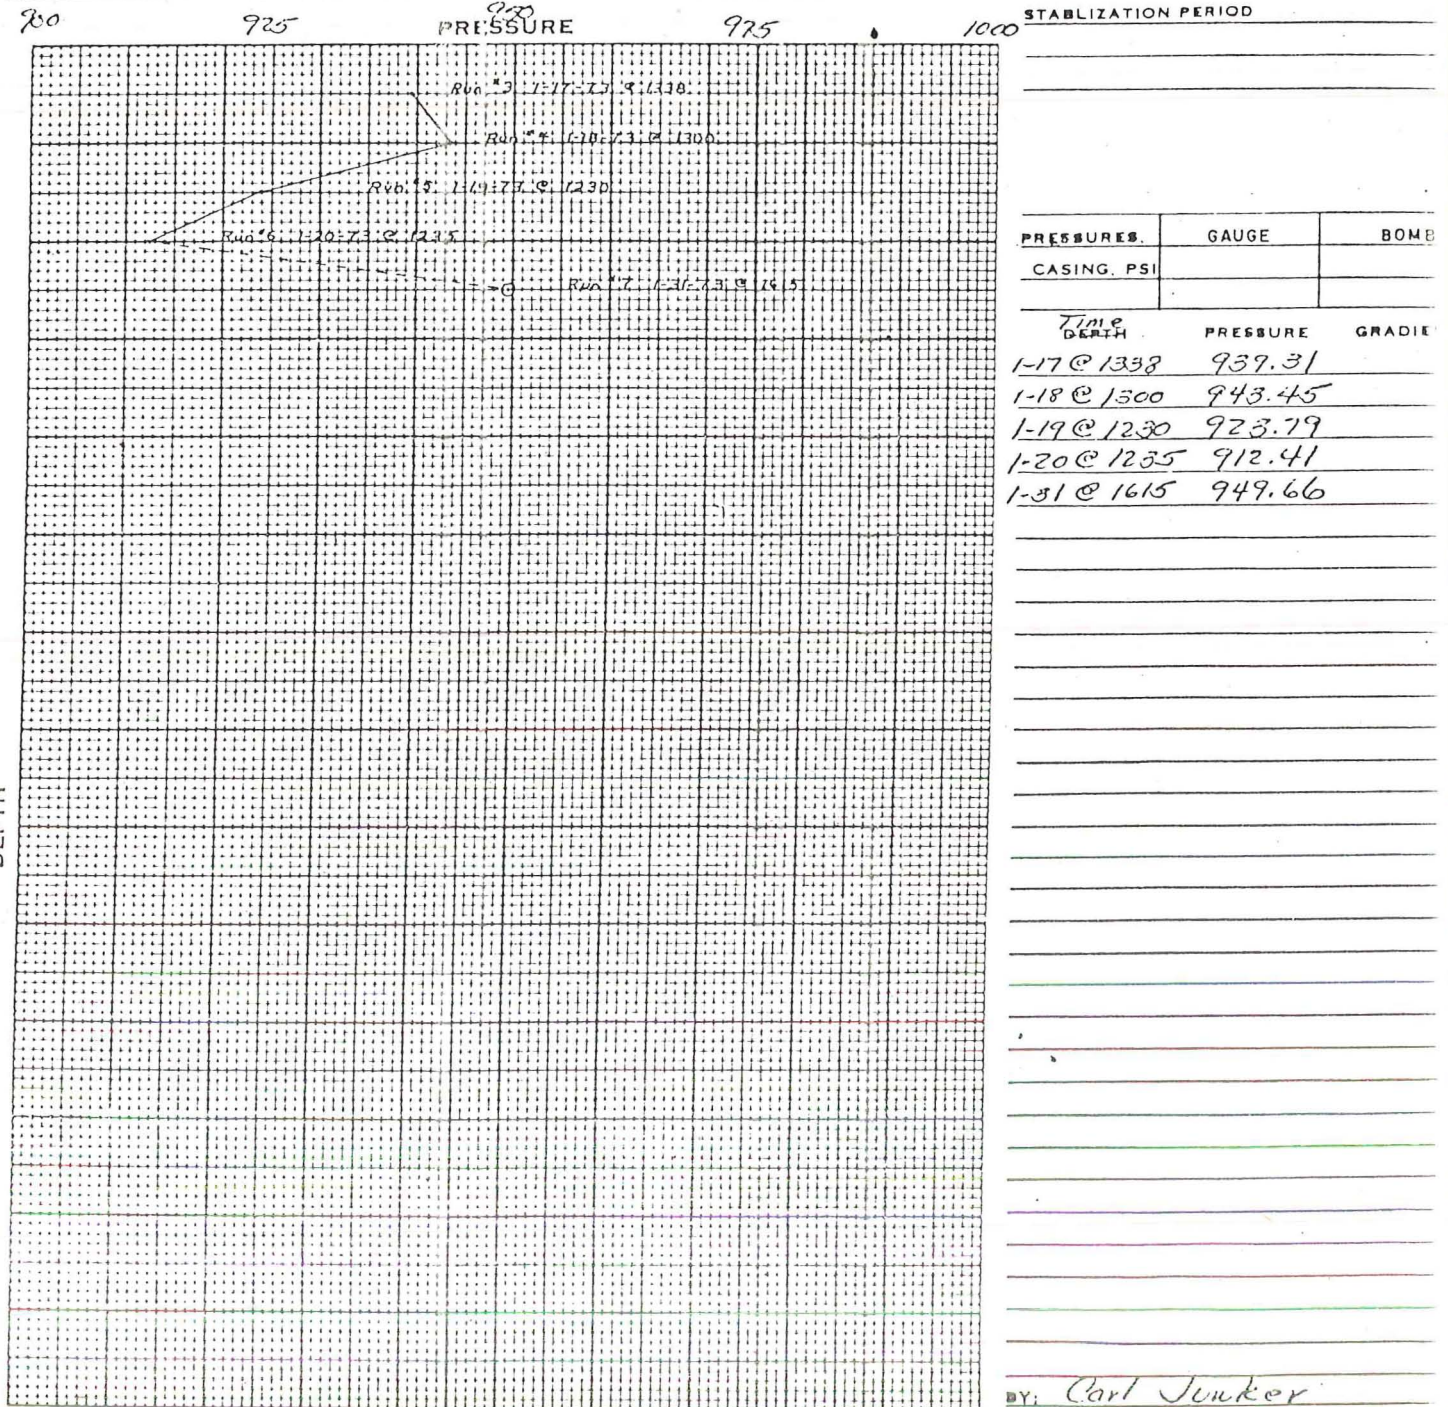 900 925 950 975 1000
PRESSURE
Run #3 1-17-73 @ 1338
Run #4 1-18-73 @ 1300
Run #5 1-19-73 @ 1230
Run #6 1-20-73 @ 1235
Run #7 1-31-73 @ 1615
DEPTH
STABLIZATION PERIOD
PRESSURES. GAUGE BOMB
CASING, PSI
Time
DEPTH PRESSURE GRADIE
1-17 @ 1338 939.31
1-18 @ 1300 943.45
1-19 @ 1230 923.79
1-20 @ 1235 912.41
1-31 @ 1615 949.66
BY: Carl Junker